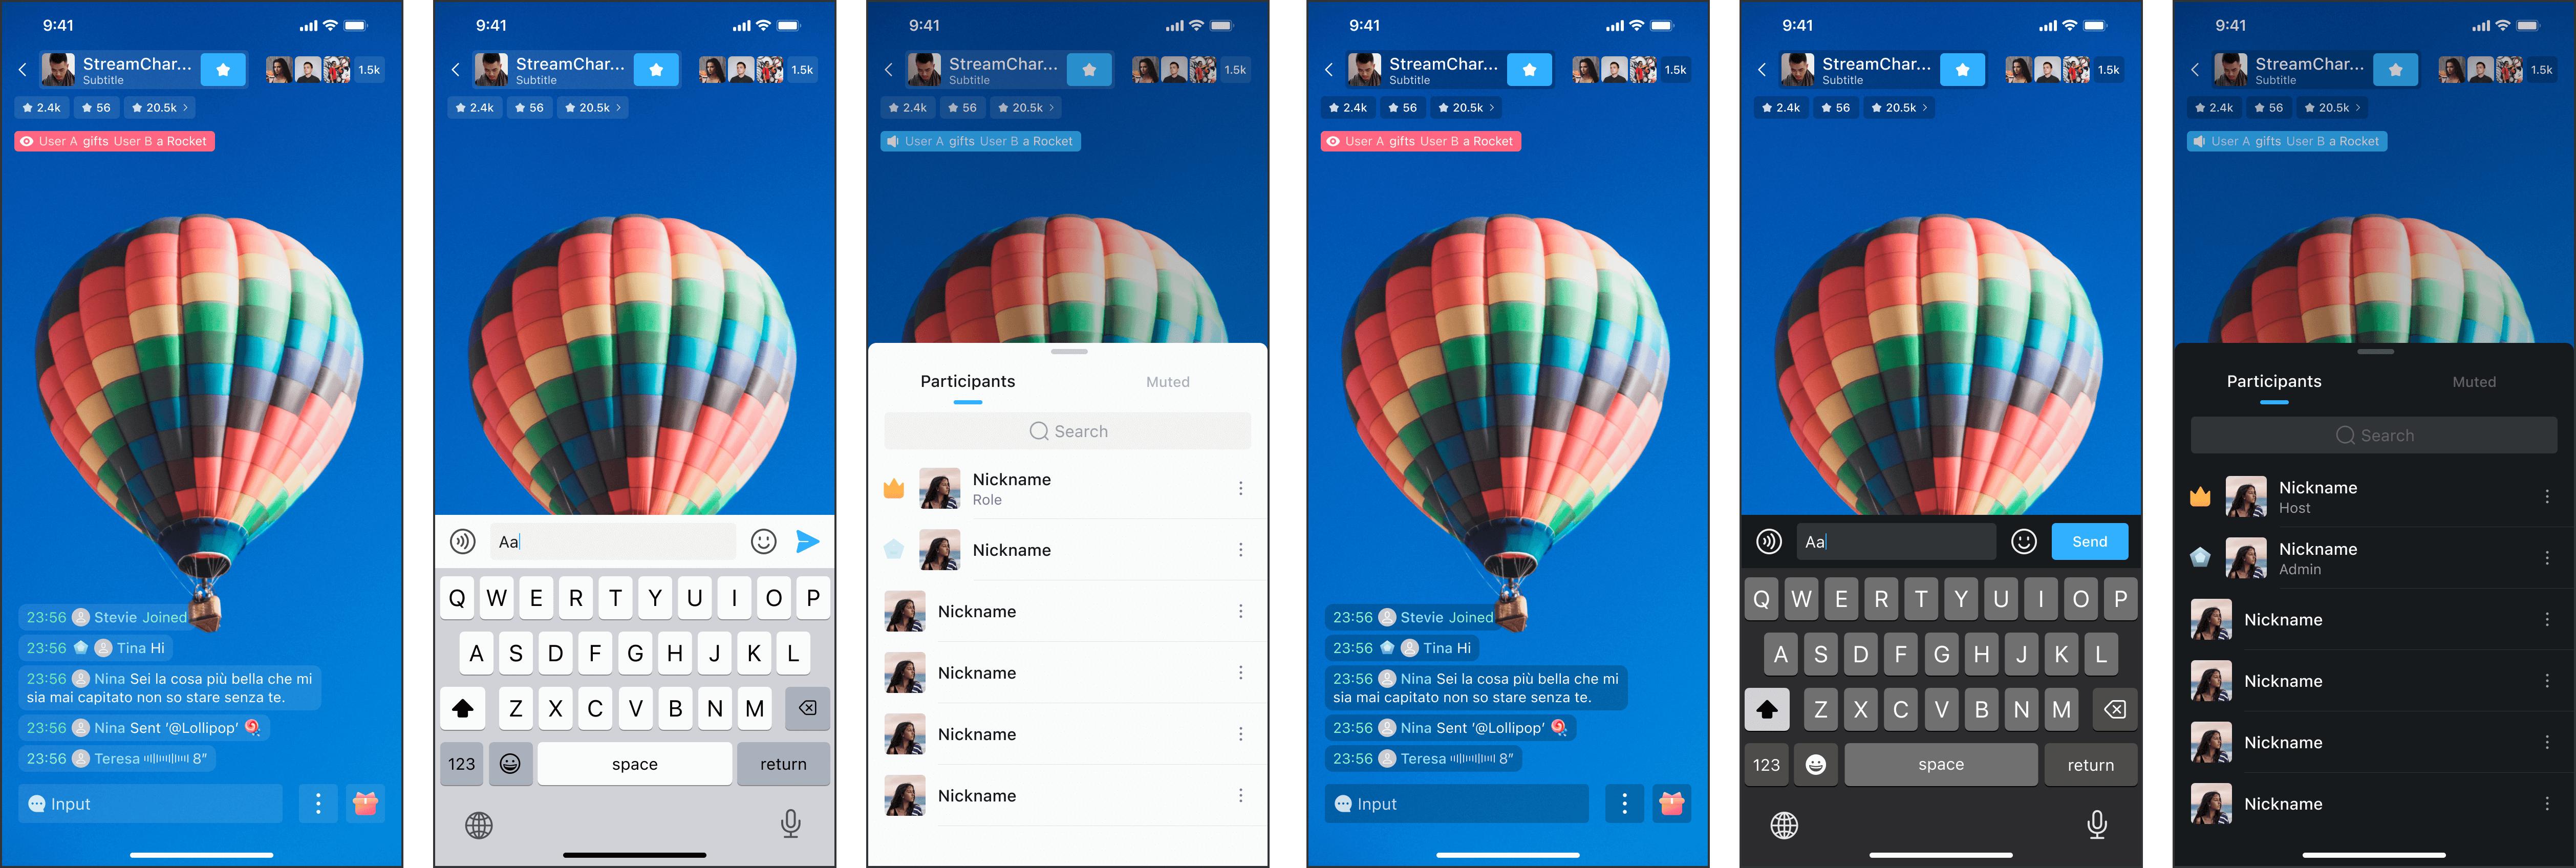 9:41
StreamChar...
Subtitle
1.5k
2.4k
56
20.5k
User A gifts User B a Rocket
23:56 Stevie Joined
23:56 Tina Hi
23:56 Nina Sei la cosa più bella che mi
sia mai capitato non so stare senza te.
23:56 Nina Sent '@Lollipop'
23:56 Teresa 8”
Input
9:41
StreamChar...
Subtitle
1.5k
2.4k
56
20.5k
Aa
Q W E R T Y U I O P
A S D F G H J K L
Z X C V B N M
123 space return
9:41
StreamChar...
Subtitle
1.5k
2.4k
56
20.5k
User A gifts User B a Rocket
Participants
Muted
Search
Nickname
Role
Nickname
Nickname
Nickname
Nickname
Nickname
9:41
StreamChar...
Subtitle
1.5k
2.4k
56
20.5k
User A gifts User B a Rocket
23:56 Stevie Joined
23:56 Tina Hi
23:56 Nina Sei la cosa più bella che mi
sia mai capitato non so stare senza te.
23:56 Nina Sent '@Lollipop'
23:56 Teresa 8”
Input
9:41
StreamChar...
Subtitle
1.5k
2.4k
56
20.5k
Aa
Send
Q W E R T Y U I O P
A S D F G H J K L
Z X C V B N M
123 space return
9:41
StreamChar...
Subtitle
1.5k
2.4k
56
20.5k
User A gifts User B a Rocket
Participants
Muted
Search
Nickname
Host
Nickname
Admin
Nickname
Nickname
Nickname
Nickname